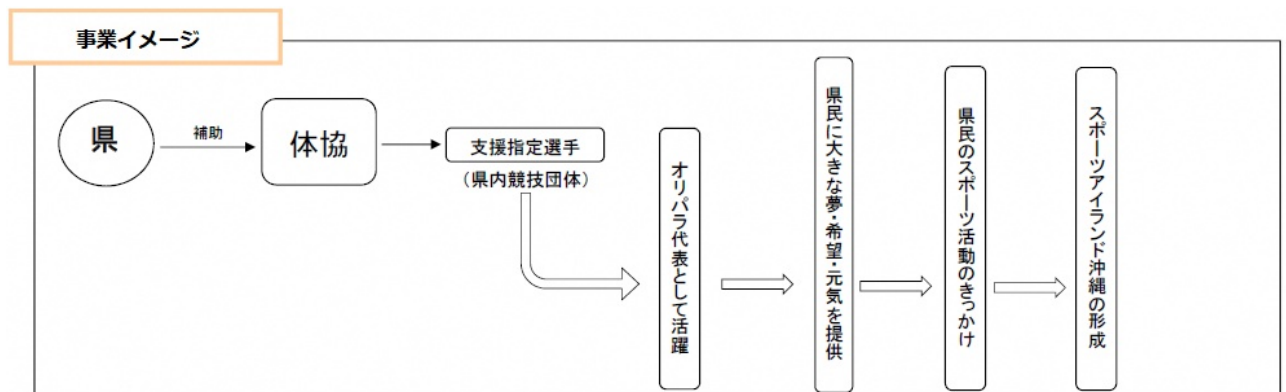 事業イメージ
県
補助
体協
支援指定選手
（県内競技団体）
オリパラ代表として活躍
県民に大きな夢・希望・元気を提供
県民のスポーツ活動のきっかけ
スポーツアイランド沖縄の形成